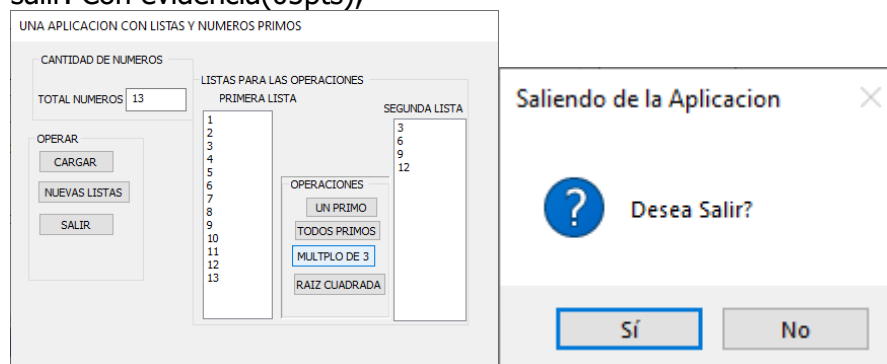 salir. Con evidencia(05pts),
UNA APLICACION CON LISTAS Y NUMEROS PRIMOS
CANTIDAD DE NUMEROS
TOTAL NUMEROS 13
OPERAR
CARGAR
NUEVAS LISTAS
SALIR
LISTAS PARA LAS OPERACIONES
PRIMERA LISTA
1
2
3
4
5
6
7
8
9
10
11
12
13
OPERACIONES
UN PRIMO
TODOS PRIMOS
MULTPLO DE 3
RAIZ CUADRADA
SEGUNDA LISTA
3
6
9
12
Saliendo de la Aplicacion
Desea Salir?
Sí
No